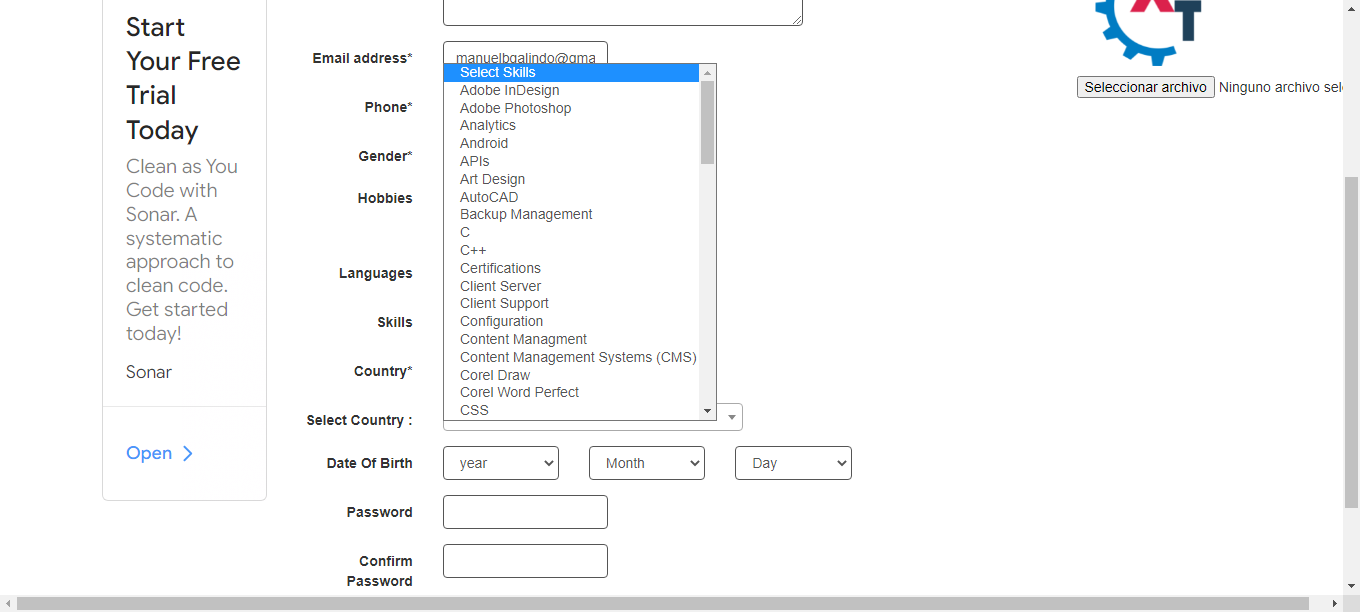 Start
Your Free
Trial
Today
Clean as You
Code with
Sonar. A
systematic
approach to
clean code.
Get started
today!
Sonar
Open
Email address*
manuelbgalindo@gma
Phone*
Gender*
Hobbies
Languages
Skills
Country*
Select Country :
Select Skills
Adobe InDesign
Adobe Photoshop
Analytics
Android
APIs
Art Design
AutoCAD
Backup Management
C
C++
Certifications
Client Server
Client Support
Configuration
Content Managment
Content Management Systems (CMS)
Corel Draw
Corel Word Perfect
CSS
Date Of Birth
year
Month
Day
Password
Confirm
Password
XT
Seleccionar archivo
Ninguno archivo sel